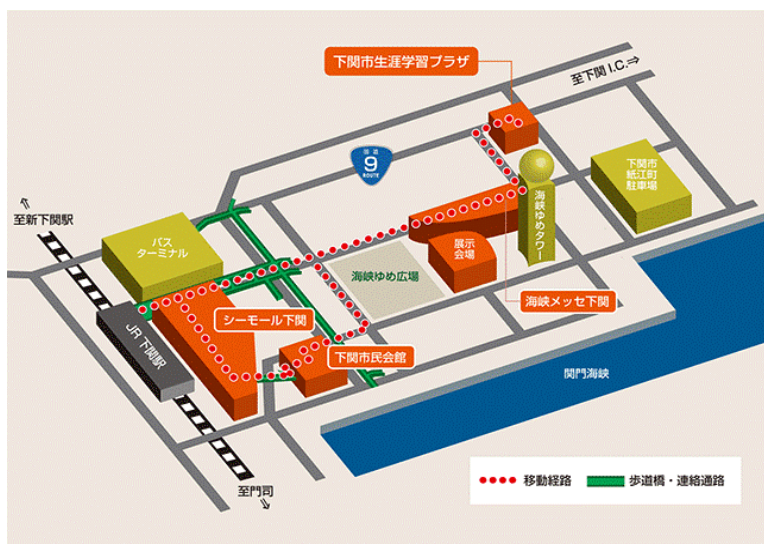 下関市生涯学習プラザ
至下関I.C.⇒
国道
9
ROUTE
下関市
細江町
駐車場
海峡ゆめタワー
至新下関駅
バス
ターミナル
展示
会場
海峡ゆめ広場
シーモール下関
海峡メッセ下関
JR下関駅
下関市民会館
関門海峡
至門司
移動経路
歩道橋・連絡通路